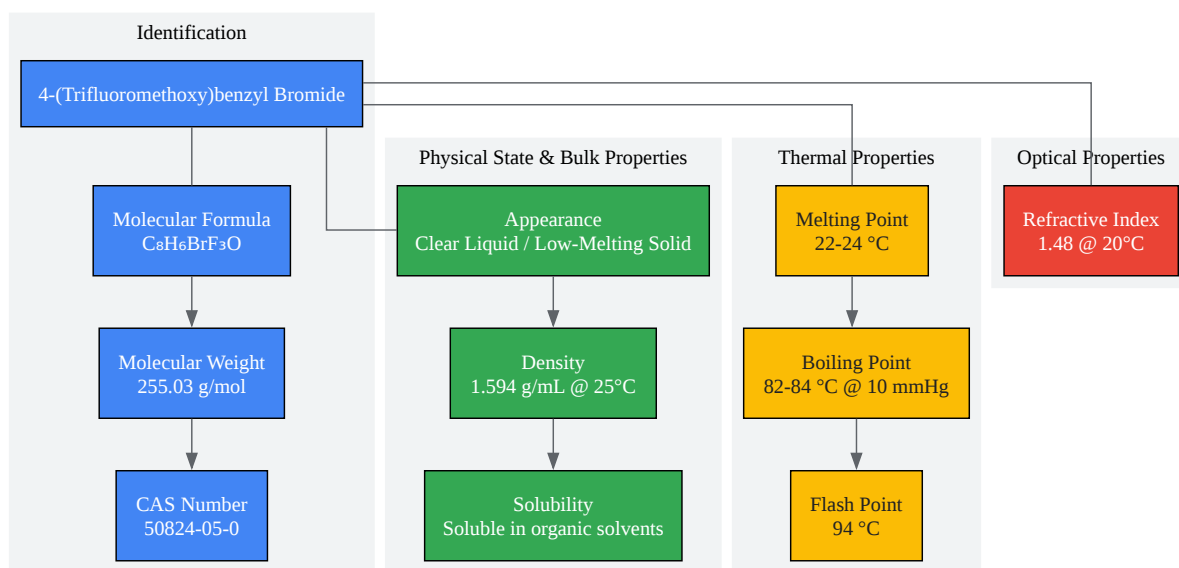 Identification
4-(Trifluoromethoxy)benzyl Bromide
Molecular Formula
C₈H₆BrF₃O
Molecular Weight
255.03 g/mol
CAS Number
50824-05-0
Physical State & Bulk Properties
Appearance
Clear Liquid / Low-Melting Solid
Density
1.594 g/mL @ 25°C
Solubility
Soluble in organic solvents
Thermal Properties
Melting Point
22-24 °C
Boiling Point
82-84 °C @ 10 mmHg
Flash Point
94 °C
Optical Properties
Refractive Index
1.48 @ 20°C